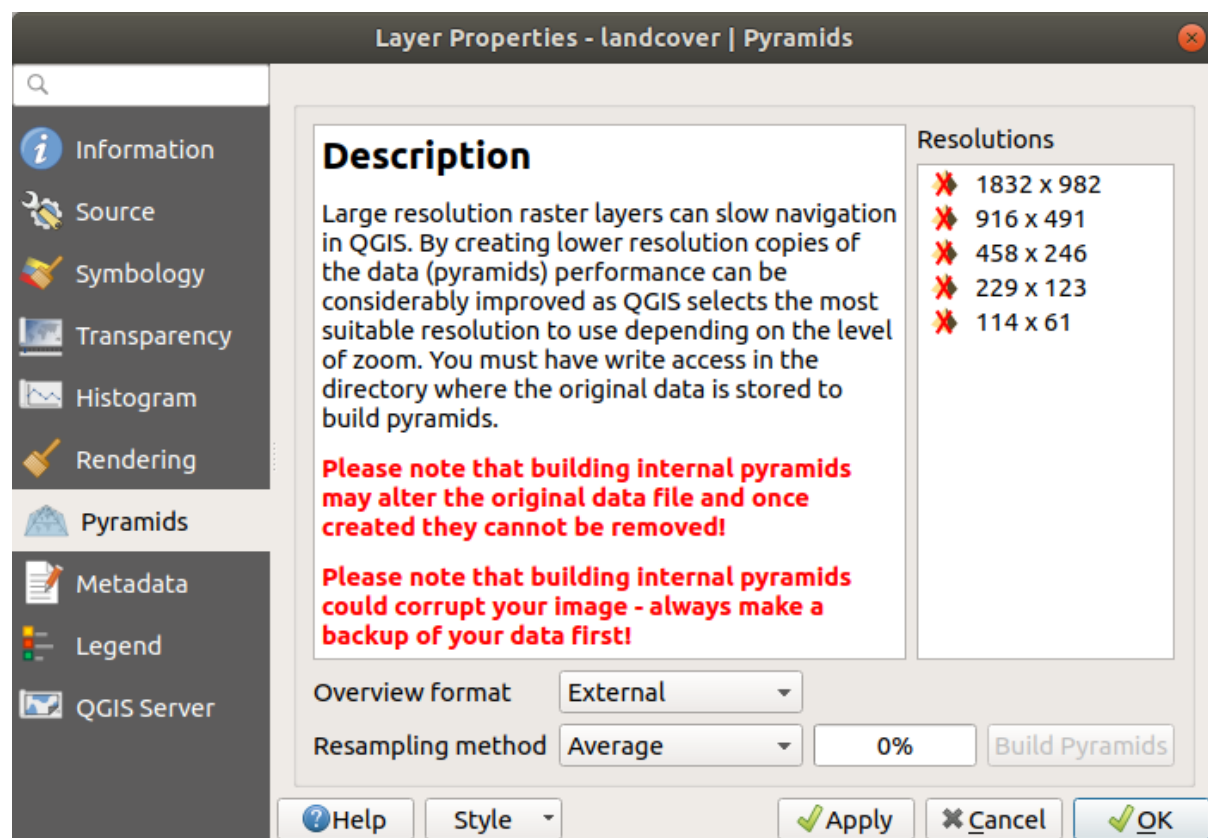 Layer Properties - landcover | Pyramids
Information
Source
Symbology
Transparency
Histogram
Rendering
Pyramids
Metadata
Legend
QGIS Server
Description
Large resolution raster layers can slow navigation
in QGIS. By creating lower resolution copies of
the data (pyramids) performance can be
considerably improved as QGIS selects the most
suitable resolution to use depending on the level
of zoom. You must have write access in the
directory where the original data is stored to
build pyramids.
Please note that building internal pyramids
may alter the original data file and once
created they cannot be removed!
Please note that building internal pyramids
could corrupt your image - always make a
backup of your data first!
Resolutions
1832 x 982
916 x 491
458 x 246
229 x 123
114 x 61
Overview format External
Resampling method Average 0% Build Pyramids
Help Style Apply Cancel OK